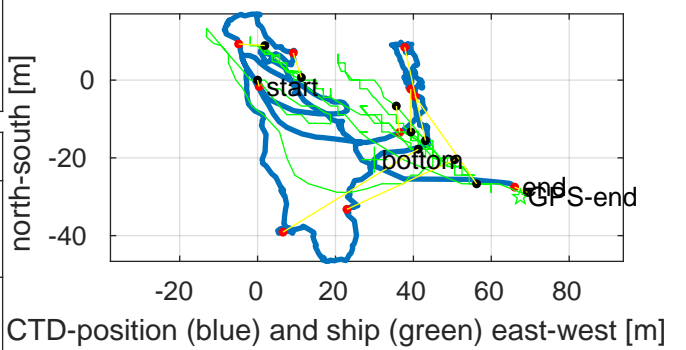 north-south [m]
0
-20
-40
start
bottom
end
GPS-end
-20
0
20
40
60
80
CTD-position (blue) and ship (green) east-west [m]